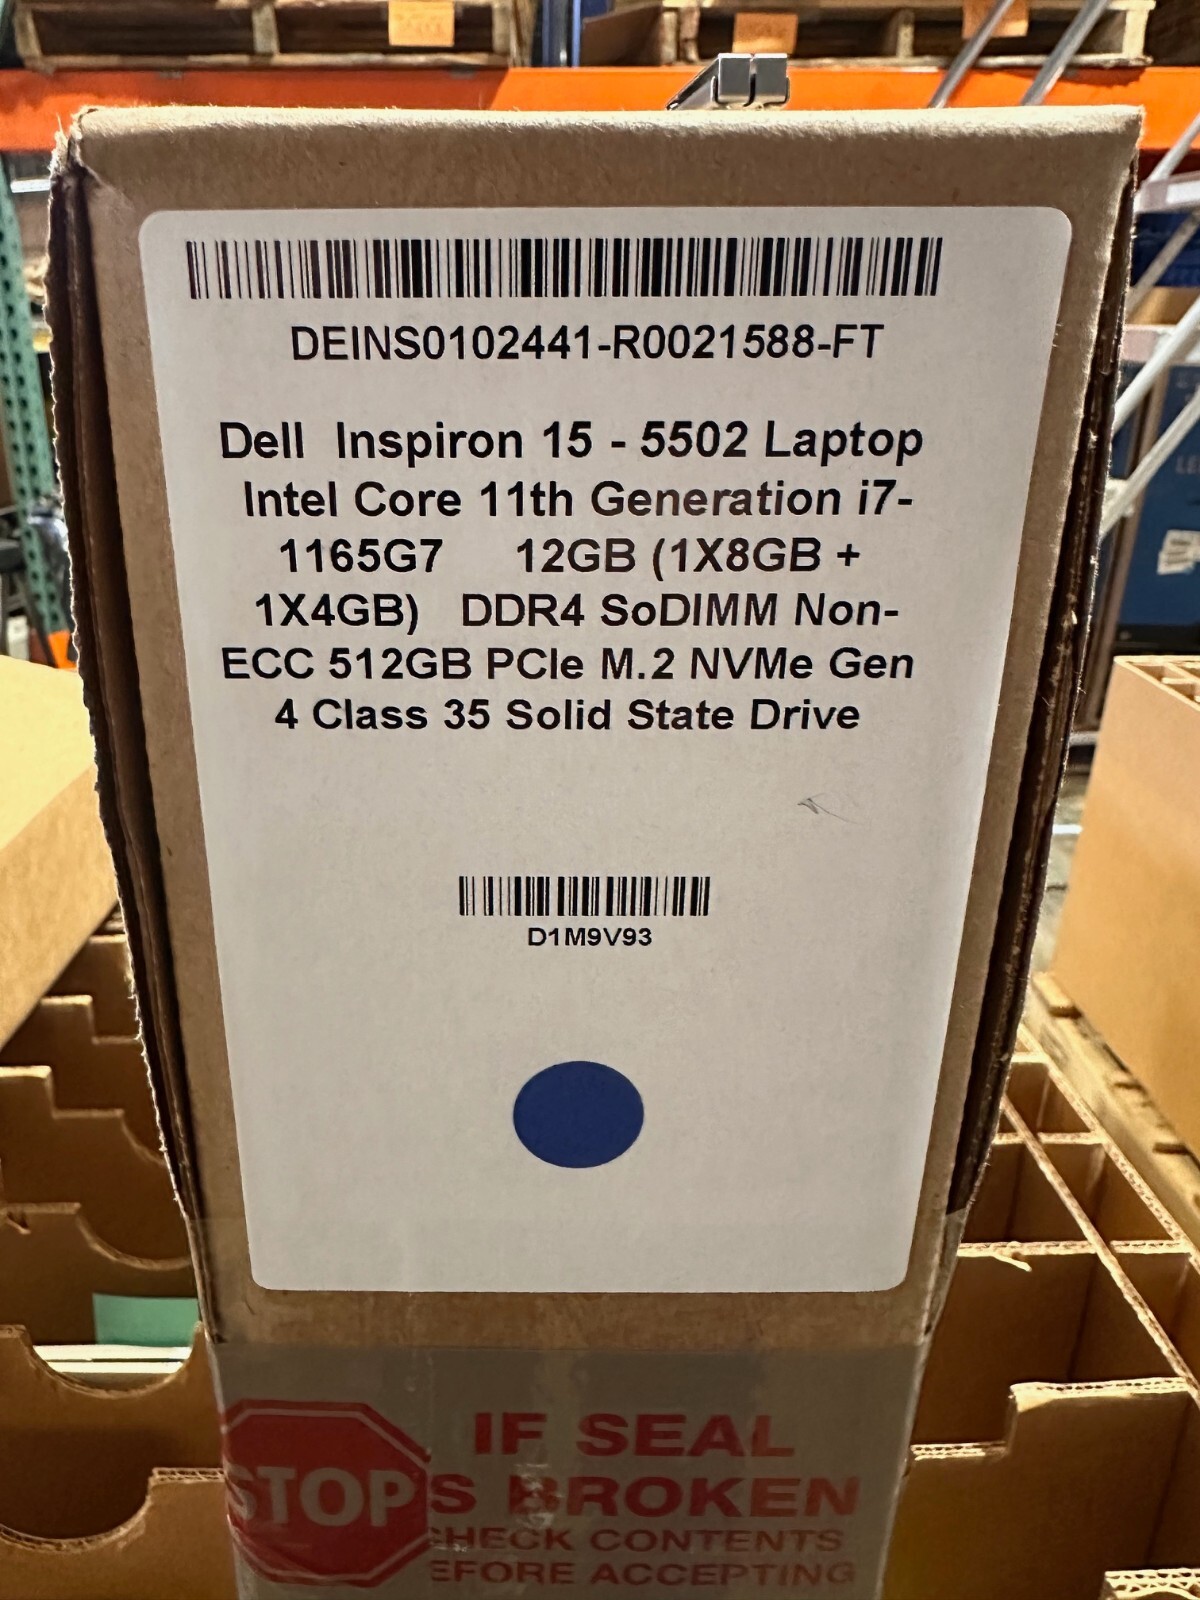 DEINS0102441-R0021588-FT
Dell Inspiron 15 - 5502 Laptop
Intel Core 11th Generation i7-
1165G7 12GB (1X8GB +
1X4GB) DDR4 SoDIMM Non-
ECC 512GB PCIe M.2 NVMe Gen
4 Class 35 Solid State Drive
D1M9V93
IF SEAL
STOP
S BROKEN
CHECK CONTENTS
EFORE ACCEPTING